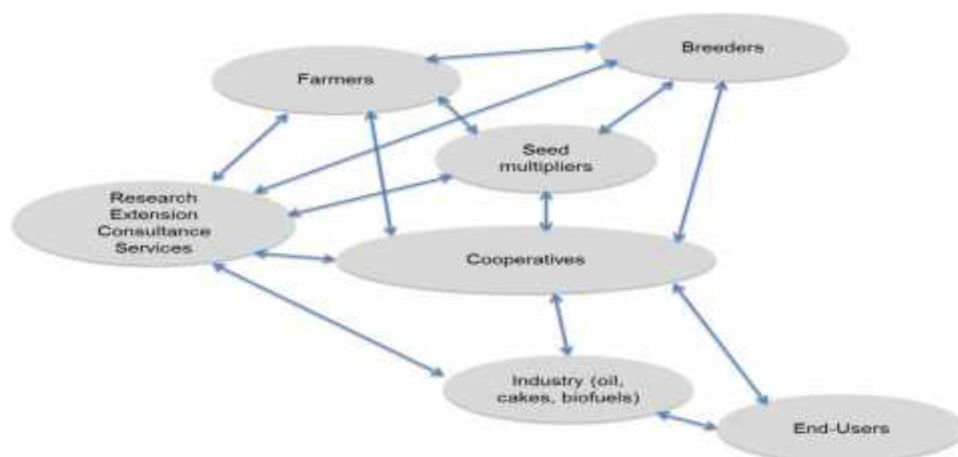 Breeders
Farmers
Seed
multipliers
Research
Extension
Consultance
Services
Cooperatives
Industry (oil,
cakes, biofuels)
End-Users